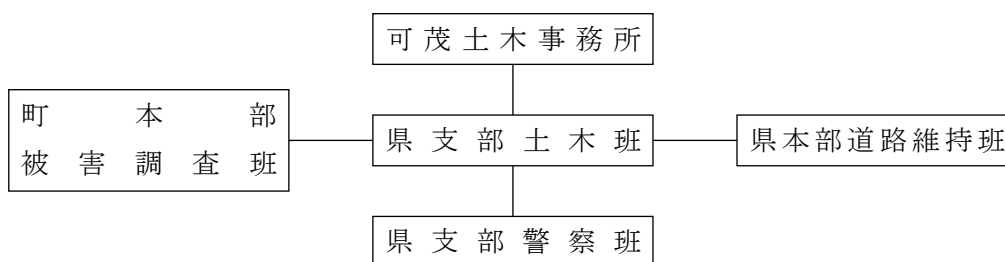 可茂土木事務所
町本部
被害調査班
県支部土木班
県本部道路維持班
県支部警察班